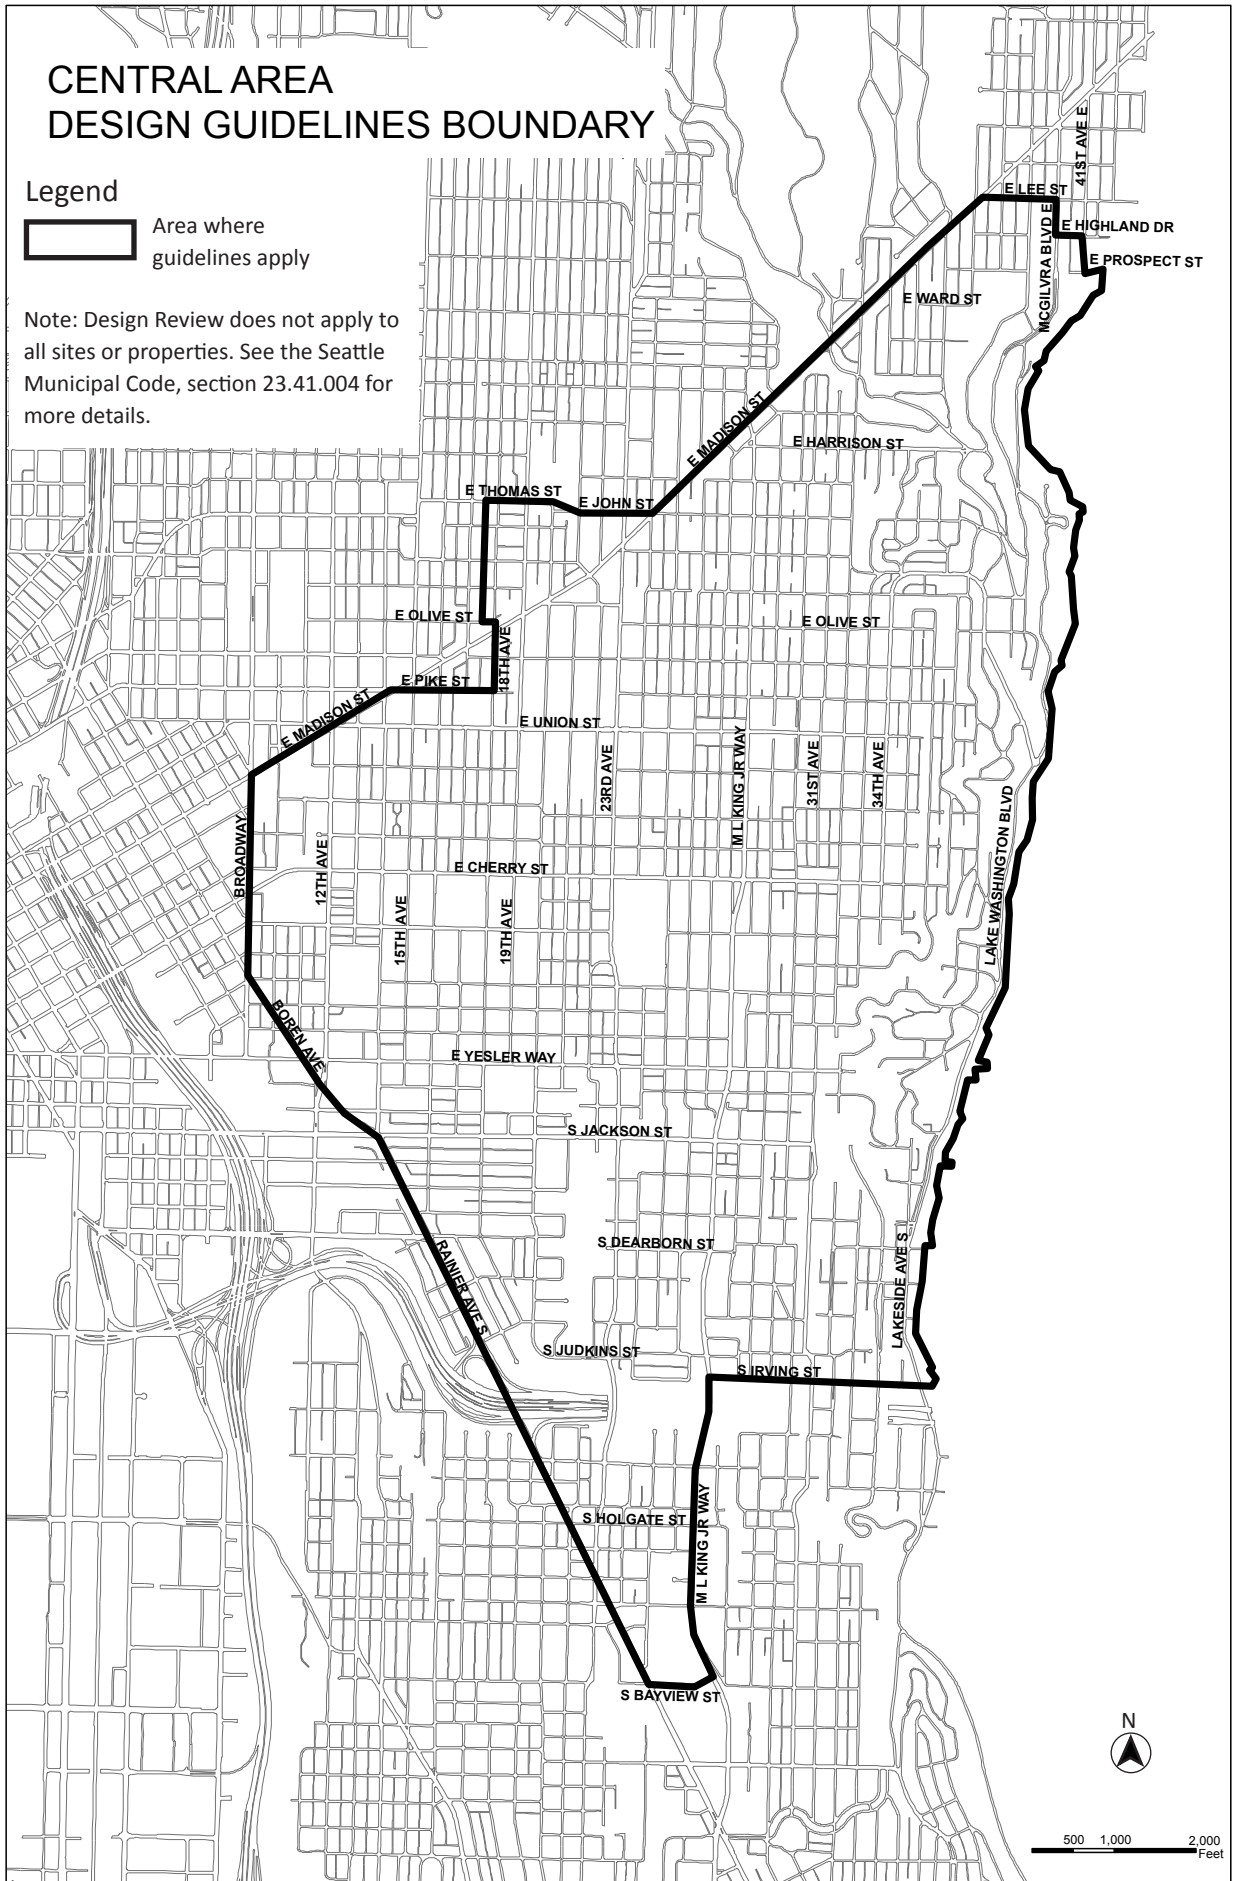 CENTRAL AREA
DESIGN GUIDELINES BOUNDARY
Legend
Area where
guidelines apply
Note: Design Review does not apply to
all sites or properties. See the Seattle
Municipal Code, section 23.41.004 for
more details.
41ST AVE E
E LEE ST
MCGILVRA BLVD E
E HIGHLAND DR
E PROSPECT ST
E WARD ST
E MADISON ST
E HARRISON ST
E THOMAS ST
E JOHN ST
E OLIVE ST
E OLIVE ST
18TH AVE
E PIKE ST
E MADISON ST
E UNION ST
23RD AVE
M L KING JR WAY
31ST AVE
34TH AVE
LAKE WASHINGTON BLVD
BROADWAY
12TH AVE
E CHERRY ST
15TH AVE
19TH AVE
BOREN AVE
E YESLER WAY
S JACKSON ST
RAINIER AVE S
S DEARBORN ST
LAKESIDE AVE S
S JUDKINS ST
S IRVING ST
S HOLGATE ST
M L KING JR WAY
S BAYVIEW ST
N
500 1,000 2,000
Feet